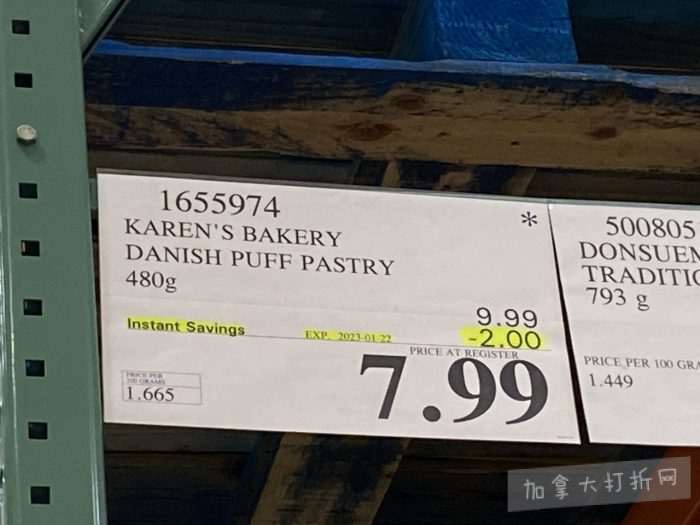 1655974
*
KAREN'S BAKERY
DANISH PUFF PASTRY
480g
9.99
Instant Savings EXP. 2023-01-22 -2.00
PRICE AT REGISTER
7.99
PRICE PER
100 GRAMS
1.665
500805
DONSUEM
TRADITIO
793 g
PRICE PER 100 GRA
1.449
加拿大打折网